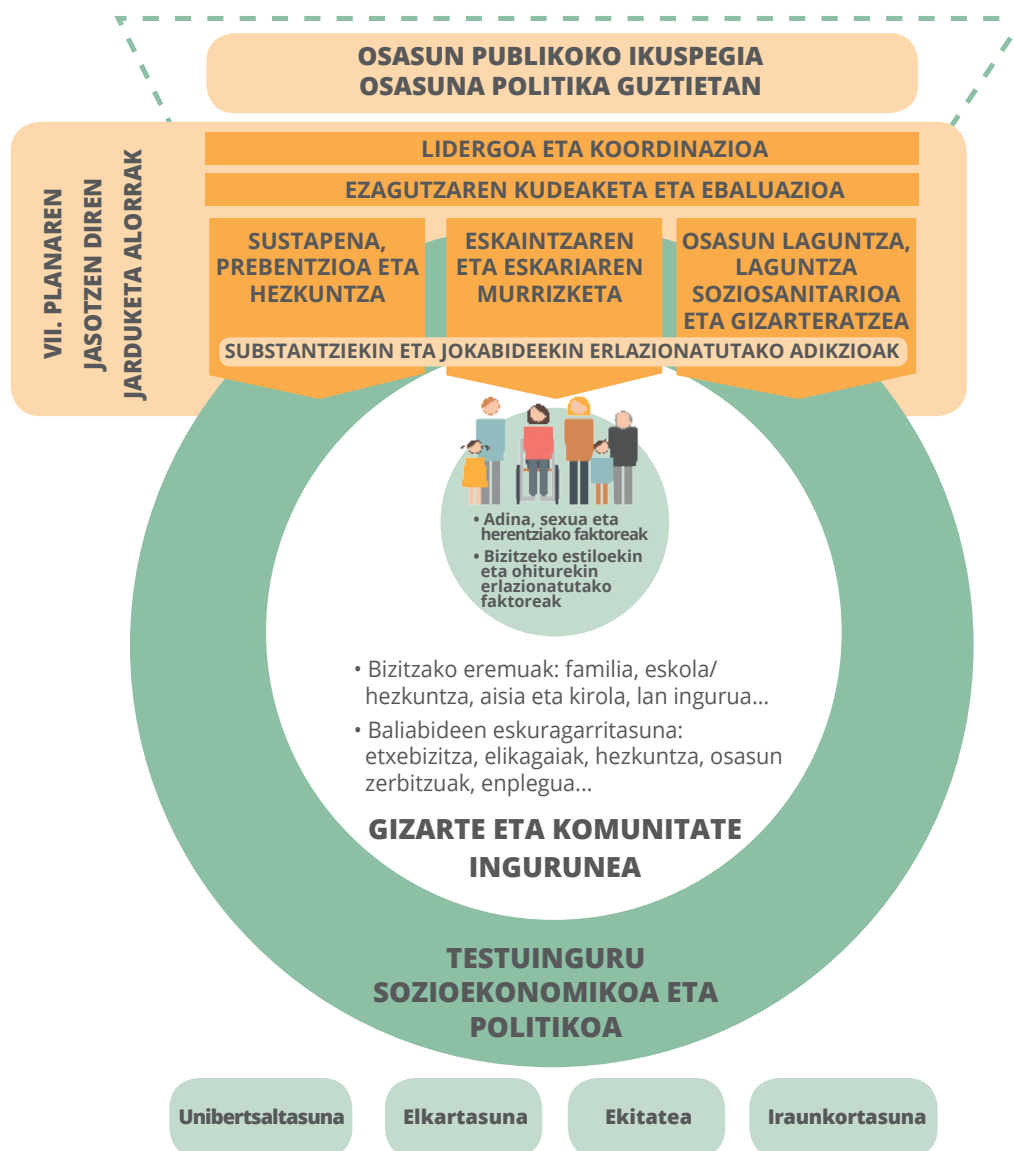 OSASUN PUBLIKOKO IKUSPEGIA
OSASUNA POLITIKA GUZTIETAN
VII. PLANAREN
JASOTZEN DIREN
JARDUKETA ALORRAK
LIDERGOA ETA KOORDINAZIOA
EZAGUTZAREN KUDEAKETA ETA EBALUAZIOA
SUSTAPENA,
PREBENTZIOA ETA
HEZKUNTZA
ESKAINTZAREN
ETA ESKARIAREN
MURRIZKETA
OSASUN LAGUNTZA,
LAGUNTZA
SOZIOSANITARIOA
ETA GIZARTERATZEA
SUBSTANTZIEKIN ETA JOKABIDEEKIN ERLAZIONATUTAKO ADIKZIOAK
• Adina, sexua eta
herentziako faktoreak
• Bizitzeko estiloekin
eta ohiturekin
erlazionatutako
faktoreak
• Bizitzako eremuak: familia, eskola/
hezkuntza, aisia eta kirola, lan ingurua...
• Baliabideen eskuragarritasuna:
etxebizitza, elikagaiak, hezkuntza, osasun
zerbitzuak, enplegua...
GIZARTE ETA KOMUNITATE
INGURUNEA
TESTUINGURU
SOZIOEKONOMIKOA ETA
POLITIKOA
Unibertsaltasuna
Elkartasuna
Ekitatea
Iraunkortasuna